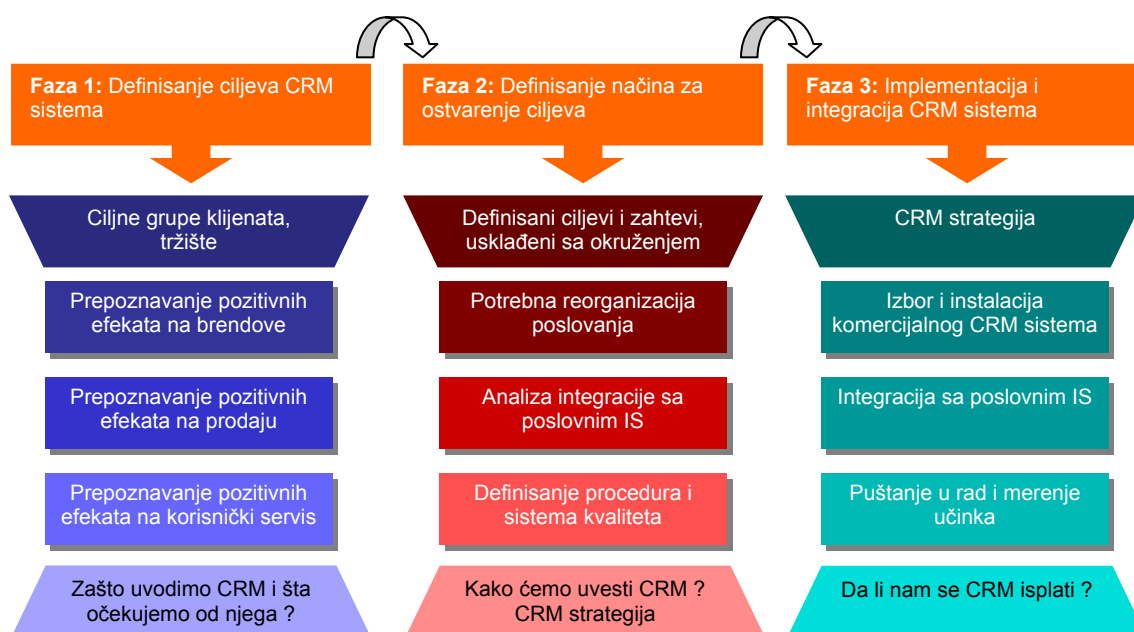 Faza 1: Definisanje ciljeva CRM
sistema
Ciljne grupe klijenata,
tržište
Prepoznavanje pozitivnih
efekata na brendove
Prepoznavanje pozitivnih
efekata na prodaju
Prepoznavanje pozitivnih
efekata na korisnički servis
Zašto uvodimo CRM i šta
očekujemo od njega ?
Faza 2: Definisanje načina za
ostvarenje ciljeva
Definisani ciljevi i zahtevi,
usklađeni sa okruženjem
Potrebna reorganizacija
poslovanja
Analiza integracije sa
poslovnim IS
Definisanje procedura i
sistema kvaliteta
Kako ćemo uvesti CRM ?
CRM strategija
Faza 3: Implementacija i
integracija CRM sistema
CRM strategija
Izbor i instalacija
komercijalnog CRM sistema
Integracija sa poslovnim IS
Puštanje u rad i merenje
učinka
Da li nam se CRM isplati ?